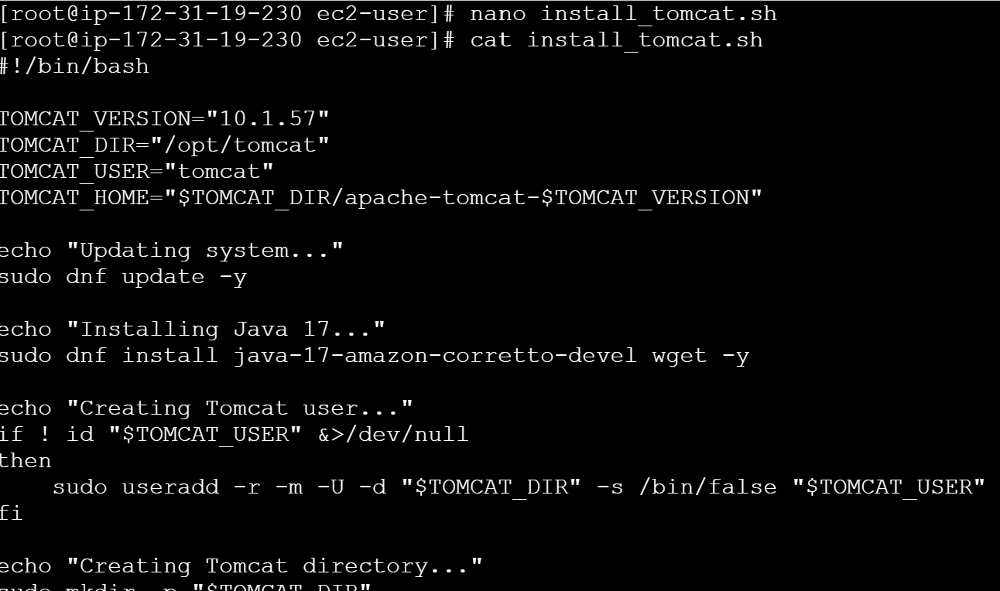 [root@ip-172-31-19-230 ec2-user]# nano install_tomcat.sh
[root@ip-172-31-19-230 ec2-user]# cat install_tomcat.sh
#!/bin/bash
TOMCAT_VERSION="10.1.57"
TOMCAT_DIR="/opt/tomcat"
TOMCAT_USER="tomcat"
TOMCAT_HOME="$TOMCAT_DIR/apache-tomcat-$TOMCAT_VERSION"
echo "Updating system..."
sudo dnf update -y
echo "Installing Java 17..."
sudo dnf install java-17-amazon-corretto-devel wget -y
echo "Creating Tomcat user..."
if ! id "$TOMCAT_USER" &>/dev/null
then
    sudo useradd -r -m -U -d "$TOMCAT_DIR" -s /bin/false "$TOMCAT_USER"
fi
echo "Creating Tomcat directory..."
sudo mkdir -p "$TOMCAT_DIR"